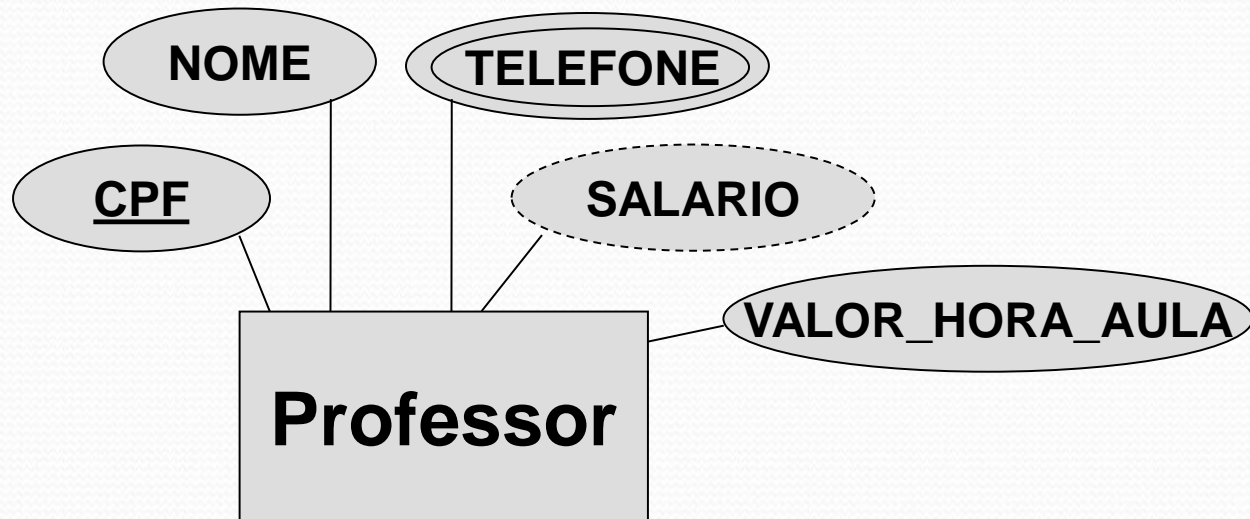 NOME
TELEFONE
CPF
SALARIO
VALOR_HORA_AULA
Professor